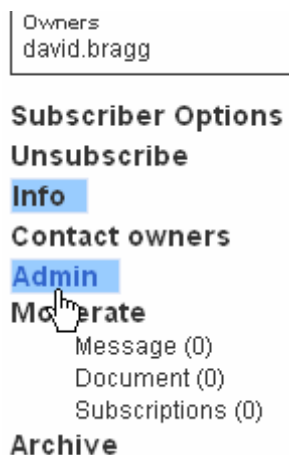 Owners
david.bragg
Subscriber Options
Unsubscribe
Info
Contact owners
Admin
Moderate
Message (0)
Document (0)
Subscriptions (0)
Archive